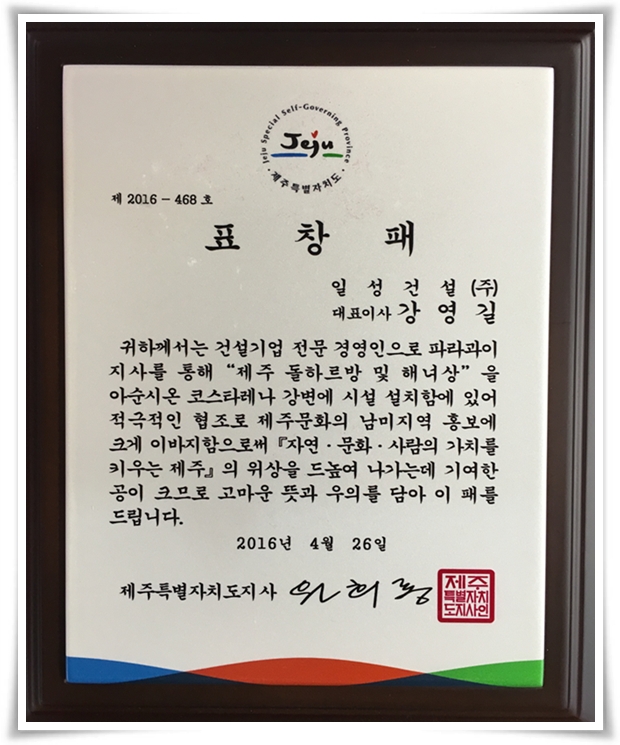 Jeju Special Self-Governing Province
Jeju
· 제주특별자치도 ·
제 2016 - 468 호
표 창 패
일 성 건 설 (주)
대표이사 강 영 길
귀하께서는 건설기업 전문 경영인으로 파라과이
지사를 통해 “제주 돌하르방 및 해녀상” 을
아순시온 코스타레나 강변에 시설 설치함에 있어
적극적인 협조로 제주문화의 남미지역 홍보에
크게 이바지함으로써 『자연 · 문화 · 사람의 가치를
키우는 제주』 의 위상을 드높여 나가는데 기여한
공이 크므로 고마운 뜻과 우의를 담아 이 패를
드립니다.
2016년 4월 26일
제주특별자치도지사 원희룡
제주
특별자치
도지사인